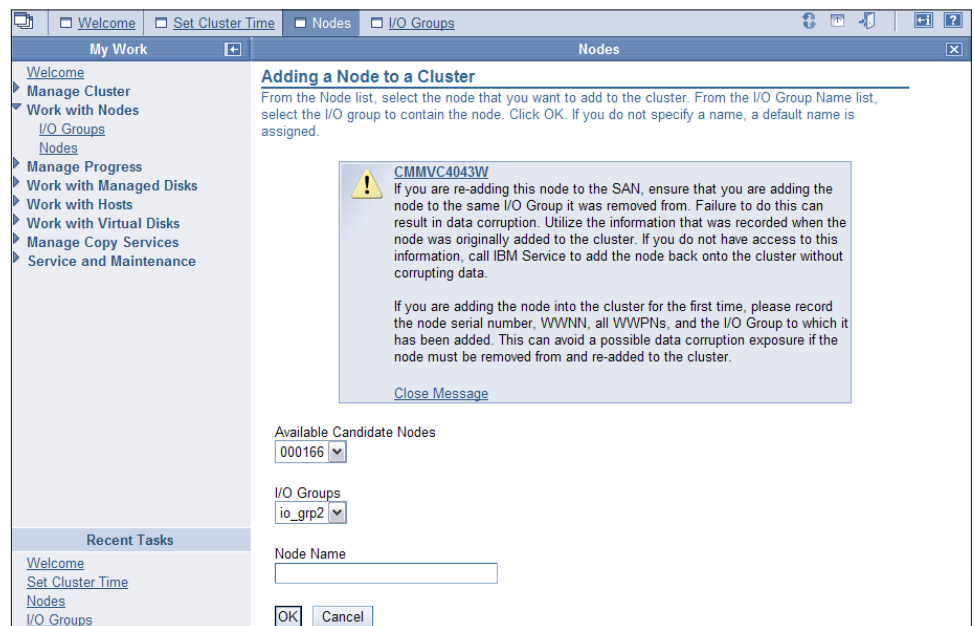 Welcome
Set Cluster Time
Nodes
I/O Groups
My Work
Nodes
Welcome
Manage Cluster
Work with Nodes
I/O Groups
Nodes
Manage Progress
Work with Managed Disks
Work with Hosts
Work with Virtual Disks
Manage Copy Services
Service and Maintenance
Recent Tasks
Welcome
Set Cluster Time
Nodes
I/O Groups
Adding a Node to a Cluster
From the Node list, select the node that you want to add to the cluster. From the I/O Group Name list,
select the I/O group to contain the node. Click OK. If you do not specify a name, a default name is
assigned.
CMMVC4043W
If you are re-adding this node to the SAN, ensure that you are adding the
node to the same I/O Group it was removed from. Failure to do this can
result in data corruption. Utilize the information that was recorded when the
node was originally added to the cluster. If you do not have access to this
information, call IBM Service to add the node back onto the cluster without
corrupting data.
If you are adding the node into the cluster for the first time, please record
the node serial number, WWNN, all WWPNs, and the I/O Group to which it
has been added. This can avoid a possible data corruption exposure if the
node must be removed from and re-added to the cluster.
Close Message
Available Candidate Nodes
000166
I/O Groups
io_grp2
Node Name
OK Cancel